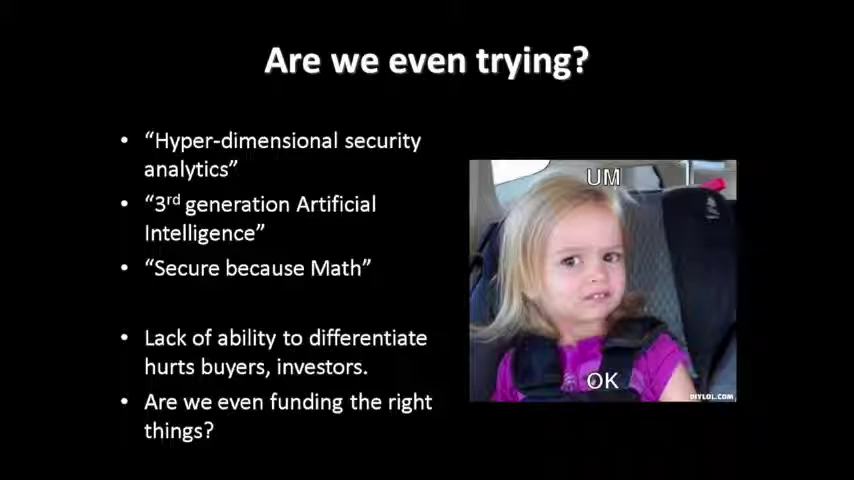 Are we even trying?
• “Hyper-dimensional security
analytics”
• “3rd generation Artificial
Intelligence”
• “Secure because Math”
• Lack of ability to differentiate
hurts buyers, investors.
• Are we even funding the right
things?
UM
OK
DIYLOL.COM